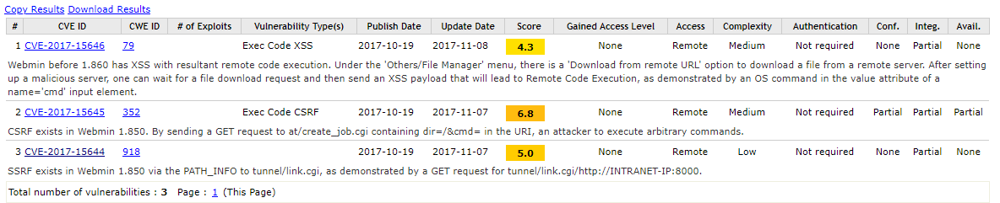 Copy Results Download Results
# CVE ID CWE ID # of Exploits Vulnerability Type(s) Publish Date Update Date Score Gained Access Level Access Complexity Authentication Conf. Integ. Avail.
1 CVE-2017-15646 79 Exec Code XSS 2017-10-19 2017-11-08 4.3 None Remote Medium Not required None Partial None
Webmin before 1.860 has XSS with resultant remote code execution. Under the 'Others/File Manager' menu, there is a 'Download from remote URL' option to download a file from a remote server. After setting
up a malicious server, one can wait for a file download request and then send an XSS payload that will lead to Remote Code Execution, as demonstrated by an OS command in the value attribute of a
name='cmd' input element.
2 CVE-2017-15645 352 Exec Code CSRF 2017-10-19 2017-11-07 6.8 None Remote Medium Not required Partial Partial Partial
CSRF exists in Webmin 1.850. By sending a GET request to at/create_job.cgi containing dir=/&cmd= in the URI, an attacker to execute arbitrary commands.
3 CVE-2017-15644 918 2017-10-19 2017-11-07 5.0 None Remote Low Not required None Partial None
SSRF exists in Webmin 1.850 via the PATH_INFO to tunnel/link.cgi, as demonstrated by a GET request for tunnel/link.cgi/http://INTRANET-IP:8000.
Total number of vulnerabilities : 3 Page : 1 (This Page)